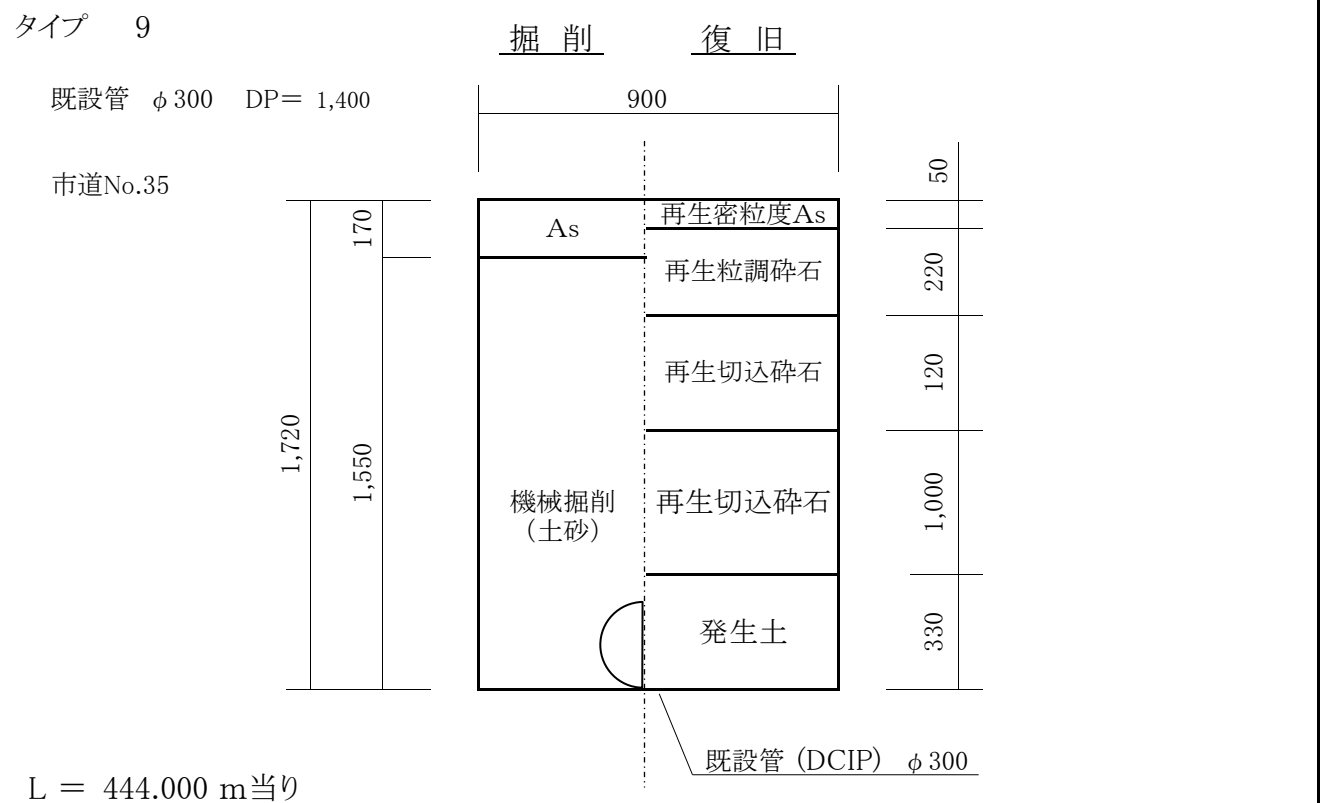 タイプ 9
掘 削 復 旧
既設管 φ300 DP＝ 1,400
900
市道No.35
50
170
As
再生密粒度As
再生粒調砕石
220
再生切込砕石
120
1,720
1,550
機械掘削
（土砂）
再生切込砕石
1,000
発生土
330
既設管（DCIP） φ300
L ＝ 444.000 m当り